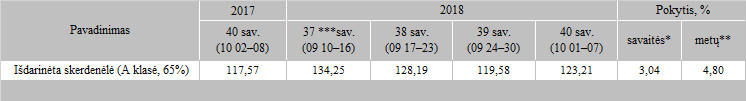 Pavadinimas
2017
2018
Pokytis, %
40 sav.
(10 02–08)
37 ***sav.
(09 10–16)
38 sav.
(09 17–23)
39 sav.
(09 24–30)
40 sav.
(10 01–07)
savaitės*
metų**
Išdarinėta skerdenėlė (A klasė, 65%)
117,57
134,25
128,19
119,58
123,21
3,04
4,80